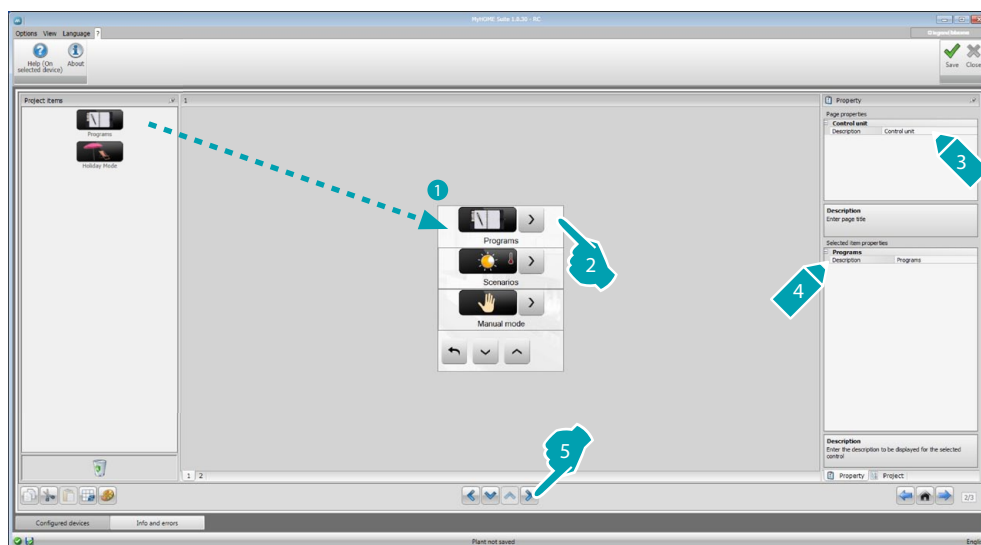 MyHOME Suite 1.0.30 - RC
Options View Language ?
Help (On
selected device)
About
Save
Close
Project items
Programs
Holiday Mode
1
1
Programs
Scenarios
Manual mode
2
Property
Page properties
Control unit
Description Control unit
3
Description
Enter page title
Selected item properties
Programs
Description Programs
4
Description
Enter the description to be displayed for the selected
control
Property Project
1 2
5
2/3
Configured devices Info and errors
Plant not saved